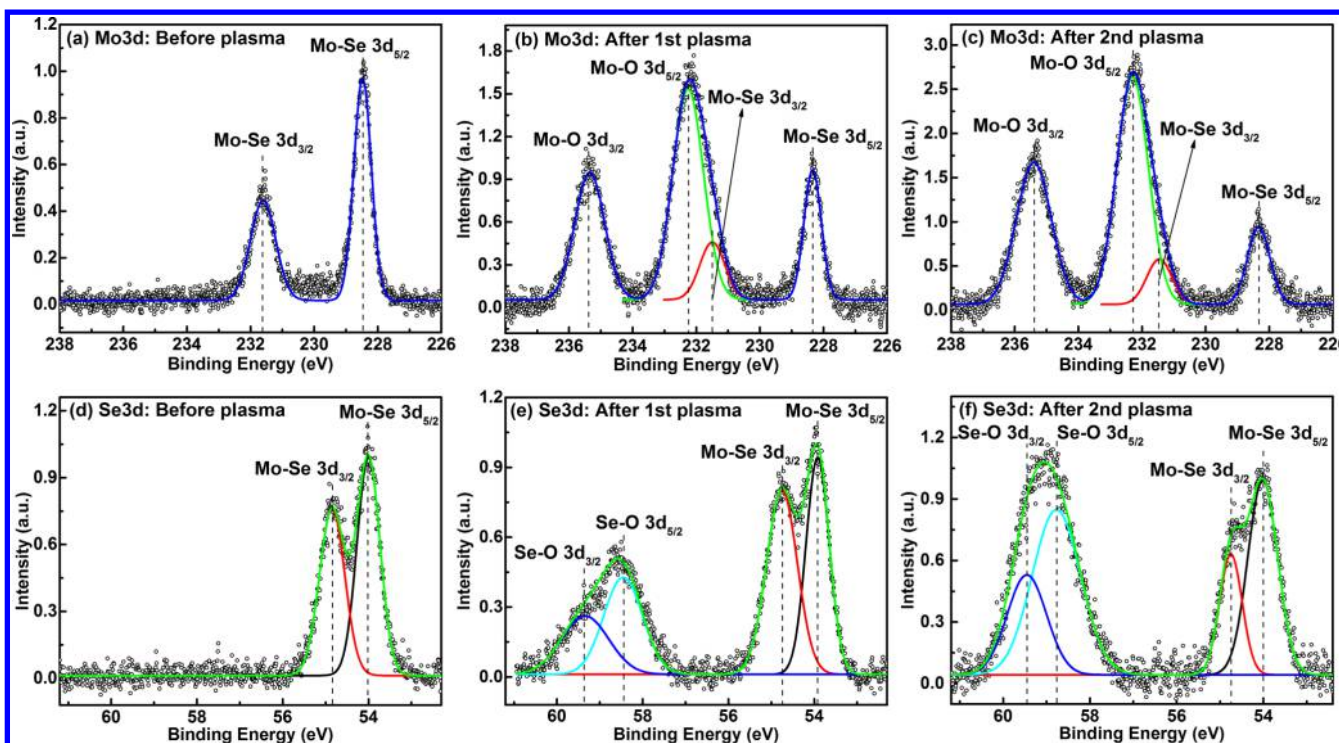 (a) Mo3d: Before plasma
Mo-Se 3d5/2
Mo-Se 3d3/2
Intensity (a.u.)
1.2
1.0
0.8
0.6
0.4
0.2
0.0
238 236 234 232 230 228 226
Binding Energy (eV)
(b) Mo3d: After 1st plasma
Mo-O 3d5/2
Mo-Se 3d3/2
Mo-O 3d3/2
Mo-Se 3d5/2
Intensity (a.u.)
1.8
1.5
1.2
0.9
0.6
0.3
0.0
238 236 234 232 230 228 226
Binding Energy (eV)
(c) Mo3d: After 2nd plasma
Mo-O 3d5/2
Mo-O 3d3/2
Mo-Se 3d3/2
Mo-Se 3d5/2
Intensity (a.u.)
3.0
2.5
2.0
1.5
1.0
0.5
0.0
238 236 234 232 230 228 226
Binding Energy (eV)
(d) Se3d: Before plasma
Mo-Se 3d5/2
Mo-Se 3d3/2
Intensity (a.u.)
1.2
0.9
0.6
0.3
0.0
60 58 56 54
Binding Energy (eV)
(e) Se3d: After 1st plasma
Mo-Se 3d5/2
Mo-Se 3d3/2
Se-O 3d5/2
Se-O 3d3/2
Intensity (a.u.)
1.2
0.9
0.6
0.3
0.0
60 58 56 54
Binding Energy (eV)
(f) Se3d: After 2nd plasma
Se-O 3d3/2 Se-O 3d5/2
Mo-Se 3d5/2
Mo-Se 3d3/2
Intensity (a.u.)
1.2
0.9
0.6
0.3
0.0
60 58 56 54
Binding Energy (eV)